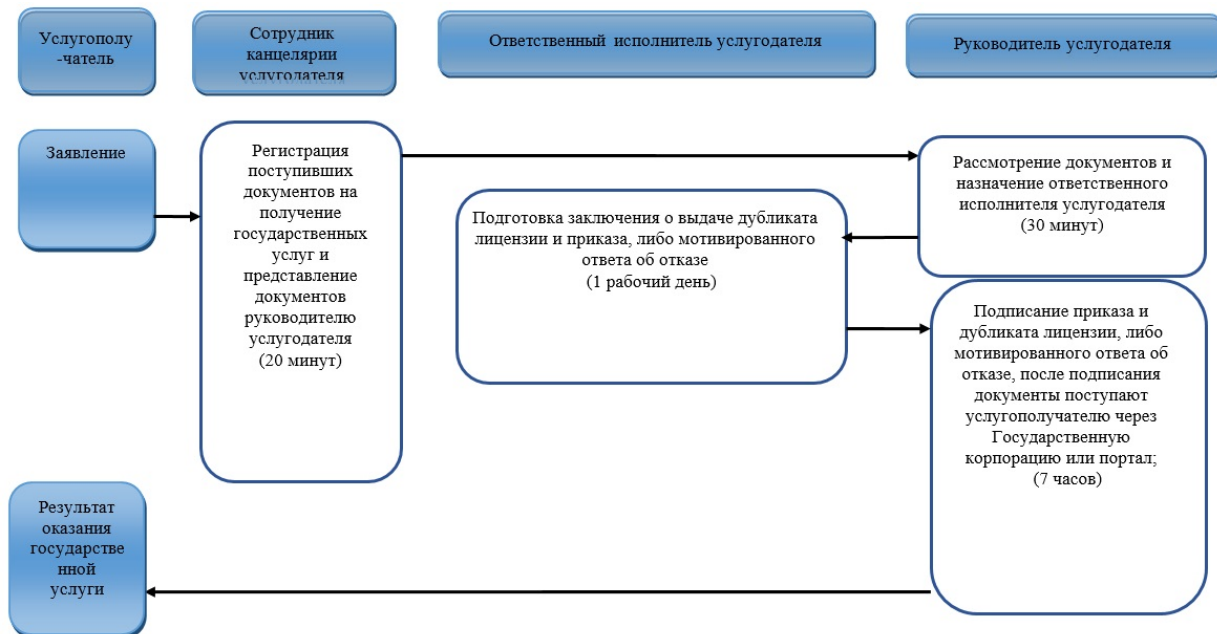 Услугополу
-чатель
Сотрудник
канцелярии
услугодателя
Ответственный исполнитель услугодателя
Руководитель услугодателя
Заявление
Регистрация
поступивших
документов на
получение
государственных
услуг и
представление
документов
руководителю
услугодателя
(20 минут)
Рассмотрение документов и
назначение ответственного
исполнителя услугодателя
(30 минут)
Подготовка заключения о выдаче дубликата
лицензии и приказа, либо мотивированного
ответа об отказе
(1 рабочий день)
Подписание приказа и
дубликата лицензии, либо
мотивированного ответа об
отказе, после подписания
документы поступают
услугополучателю через
Государственную
корпорацию или портал;
(7 часов)
Результат
оказания
государстве
нной
услуги